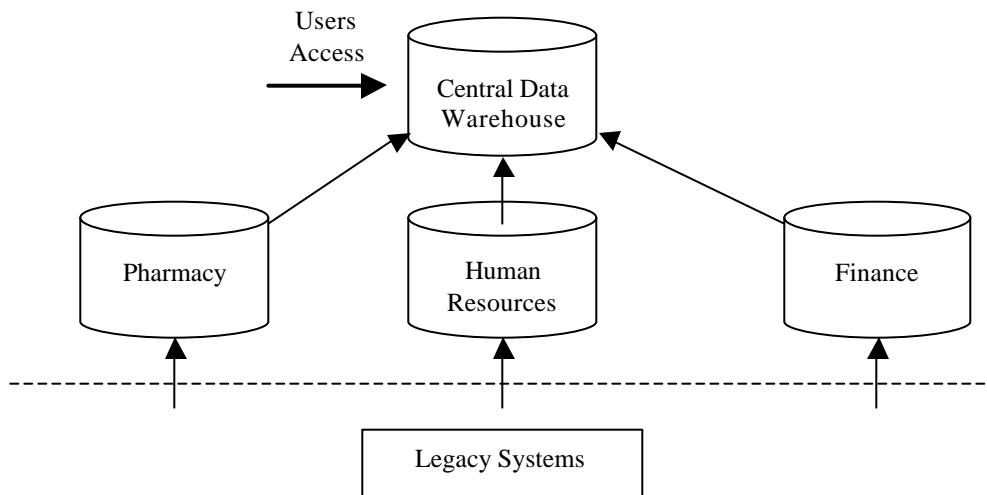 Users
Access
Central Data
Warehouse
Pharmacy
Human
Resources
Finance
Legacy Systems